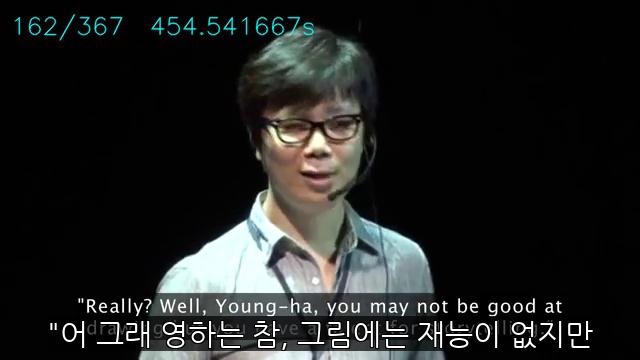 162/367 454.541667s
"Really? Well, Young-ha, you may not be good at
"어 그래 영하는 참, 그림에는 재능이 없지만